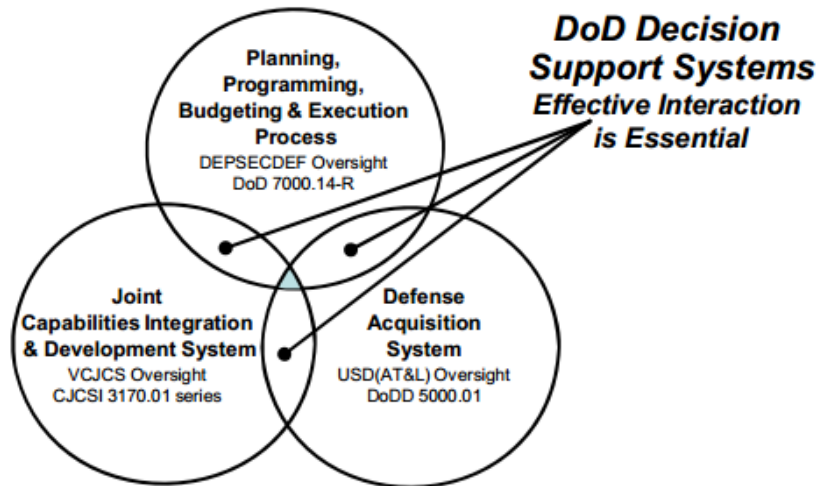 Planning,
Programming,
Budgeting & Execution
Process
DEPSECDEF Oversight
DoD 7000.14-R
DoD Decision
Support Systems
Effective Interaction
is Essential
Joint
Capabilities Integration
& Development System
VCJCS Oversight
CJCSI 3170.01 series
Defense
Acquisition
System
USD(AT&L) Oversight
DoDD 5000.01